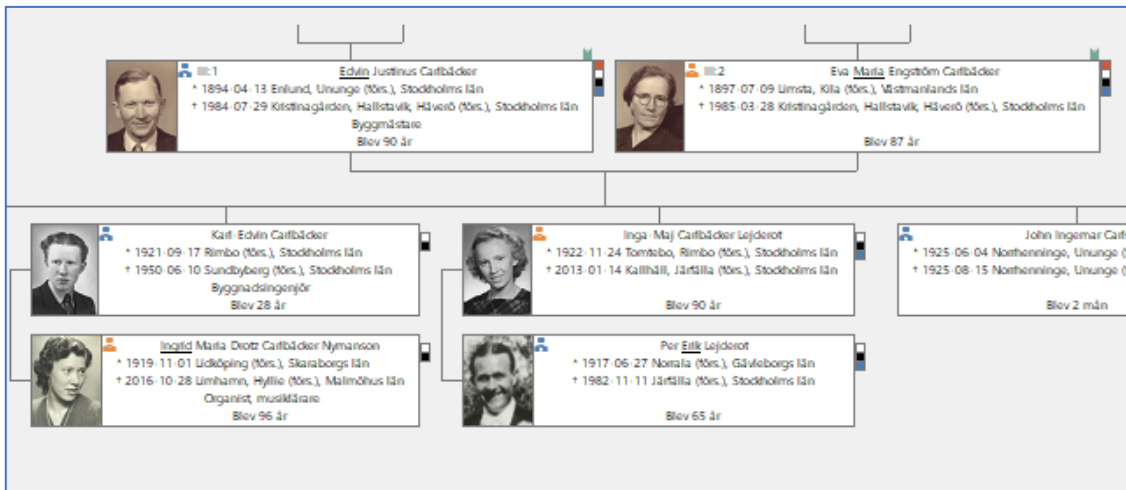 III:1 Edvin Justinus Carlbäcker
* 1894-04-13 Enlund, Ununge (förs.), Stockholms län
† 1984-07-29 Kristinagården, Hallstavik, Häverö (förs.), Stockholms län
Byggmästare
Blev 90 år
III:2 Eva Maria Engström Carlbäcker
* 1897-07-09 Limsta, Kila (förs.), Västmanlands län
† 1985-03-28 Kristinagården, Hallstavik, Häverö (förs.), Stockholms län
Blev 87 år
Karl-Edvin Carlbäcker
* 1921-09-17 Rimbo (förs.), Stockholms län
† 1950-06-10 Sundbyberg (förs.), Stockholms län
Byggnadsingenjör
Blev 28 år
Ingrid Maria Drotz Carlbäcker Nymanson
* 1919-11-01 Lidköping (förs.), Skaraborgs län
† 2016-10-28 Limhamn, Hyllie (förs.), Malmöhus län
Organist, musiklärare
Blev 96 år
Inga-Maj Carlbäcker Lejderot
* 1922-11-24 Tomtebo, Rimbo (förs.), Stockholms län
† 2013-01-14 Kallhäll, Järfälla (förs.), Stockholms län
Blev 90 år
Per Erik Lejderot
* 1917-06-27 Norrala (förs.), Gävleborgs län
† 1982-11-11 Järfälla (förs.), Stockholms län
Blev 65 år
John Ingemar
* 1925-06-04 Norrhenninge, Ununge
† 1925-08-15 Norrhenninge, Ununge
Blev 2 mån